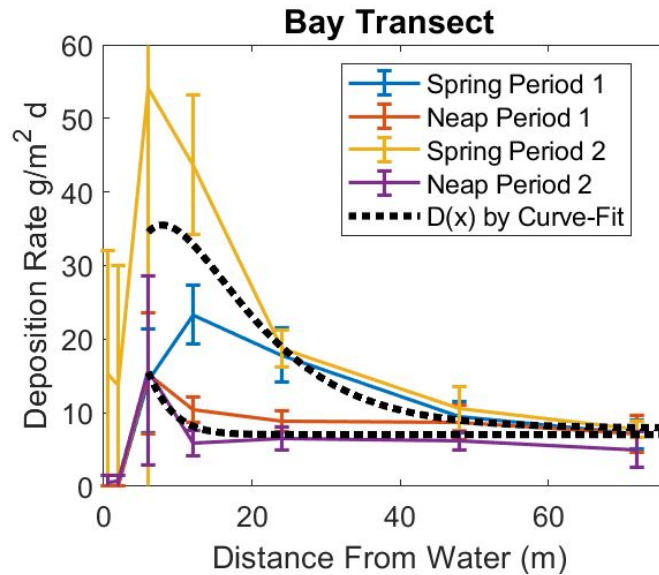 Bay Transect
Deposition Rate g/m² d
60
50
40
30
20
10
0
Spring Period 1
Neap Period 1
Spring Period 2
Neap Period 2
D(x) by Curve-Fit
0 20 40 60
Distance From Water (m)